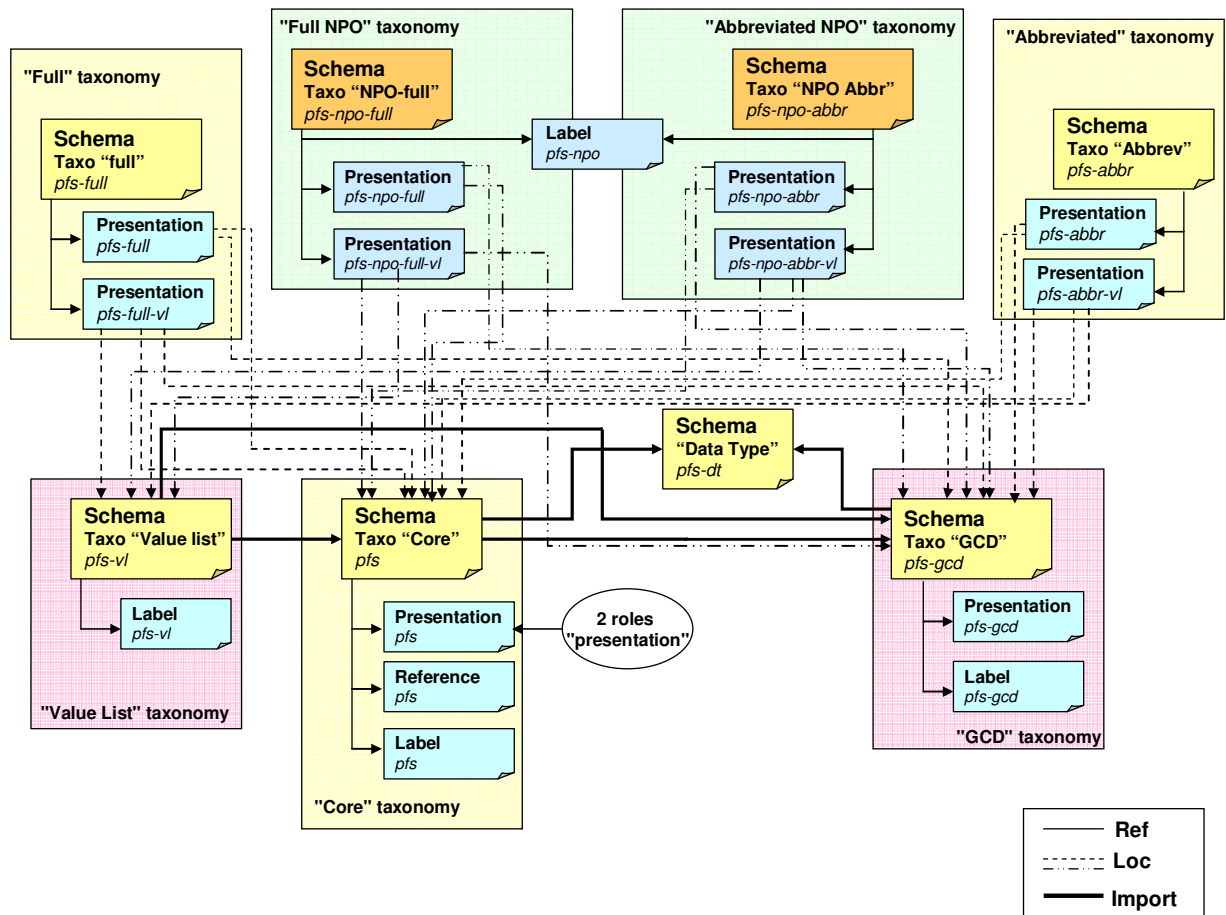 "Full NPO" taxonomy
"Abbreviated NPO" taxonomy
"Abbreviated" taxonomy
"Full" taxonomy
Schema
Taxo “NPO-full”
pfs-npo-full
Schema
Taxo “NPO Abbr”
pfs-npo-abbr
Label
pfs-npo
Schema
Taxo “full”
pfs-full
Schema
Taxo “Abbrev”
pfs-abbr
Presentation
pfs-npo-full
Presentation
pfs-npo-abbr
Presentation
pfs-full
Presentation
pfs-abbr
Presentation
pfs-npo-full-vl
Presentation
pfs-npo-abbr-vl
Presentation
pfs-full-vl
Presentation
pfs-abbr-vl
Schema
“Data Type”
pfs-dt
Schema
Taxo “Value list”
pfs-vl
Schema
Taxo “Core”
pfs
Schema
Taxo “GCD”
pfs-gcd
Label
pfs-vl
Presentation
pfs
2 roles
"presentation"
Presentation
pfs-gcd
Reference
pfs
Label
pfs-gcd
Label
pfs
"Value List" taxonomy
"Core" taxonomy
"GCD" taxonomy
Ref
Loc
Import